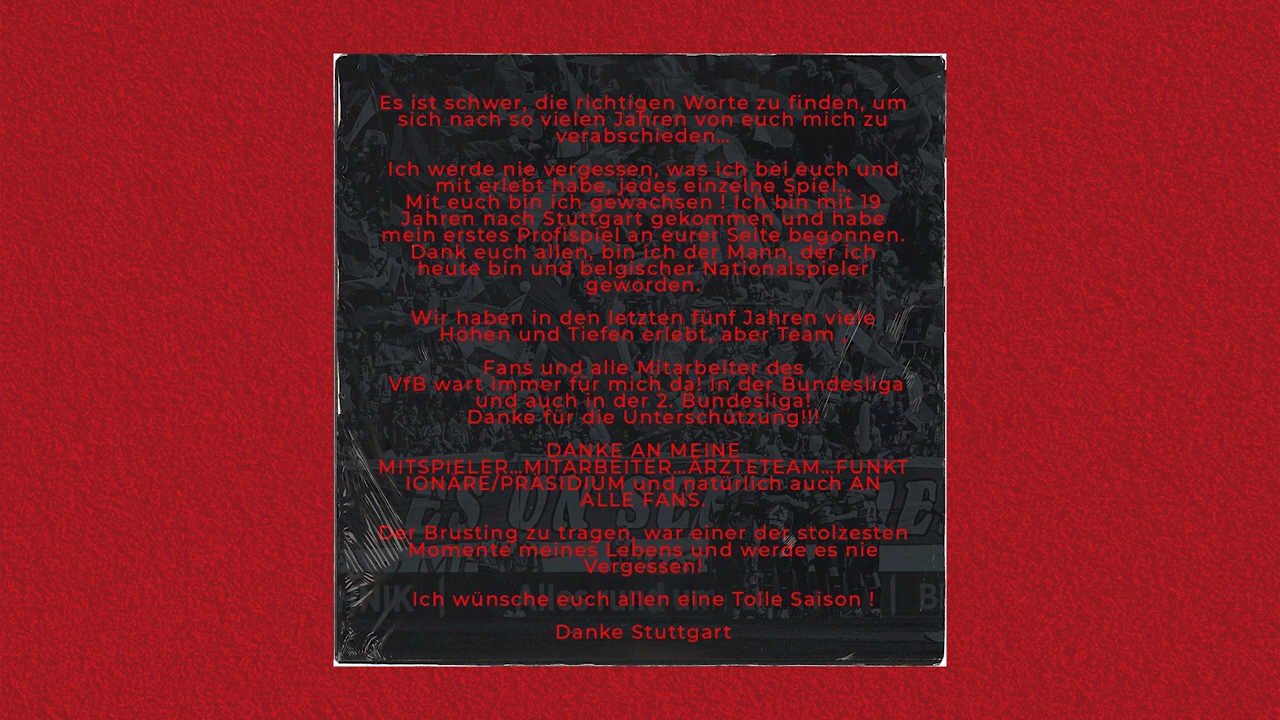 Es ist schwer, die richtigen Worte zu finden, um
sich nach so vielen Jahren von euch mich zu
verabschieden...
Ich werde nie vergessen, was ich bei euch und
mit erlebt habe, jedes einzelne Spiel...
Mit euch bin ich gewachsen ! Ich bin mit 19
Jahren nach Stuttgart gekommen und habe
mein erstes Profispiel an eurer Seite begonnen.
Dank euch allen, bin ich der Mann, der ich
heute bin und belgischer Nationalspieler
geworden.
Wir haben in den letzten fünf Jahren viele
Höhen und Tiefen erlebt, aber Team ,
Fans und alle Mitarbeiter des
VfB wart immer für mich da! In der Bundesliga
und auch in der 2. Bundesliga!
Danke für die Unterschützung!!!
DANKE AN MEINE
MITSPIELER...MITARBEITER...ÄRZTETEAM...FUNKT
IONÄRE/PRÄSIDIUM und natürlich auch AN
ALLE FANS.
Der Brusting zu tragen, war einer der stolzesten
Momente meines Lebens und werde es nie
Vergessen!
Ich wünsche euch allen eine Tolle Saison !
Danke Stuttgart
Alles rund um